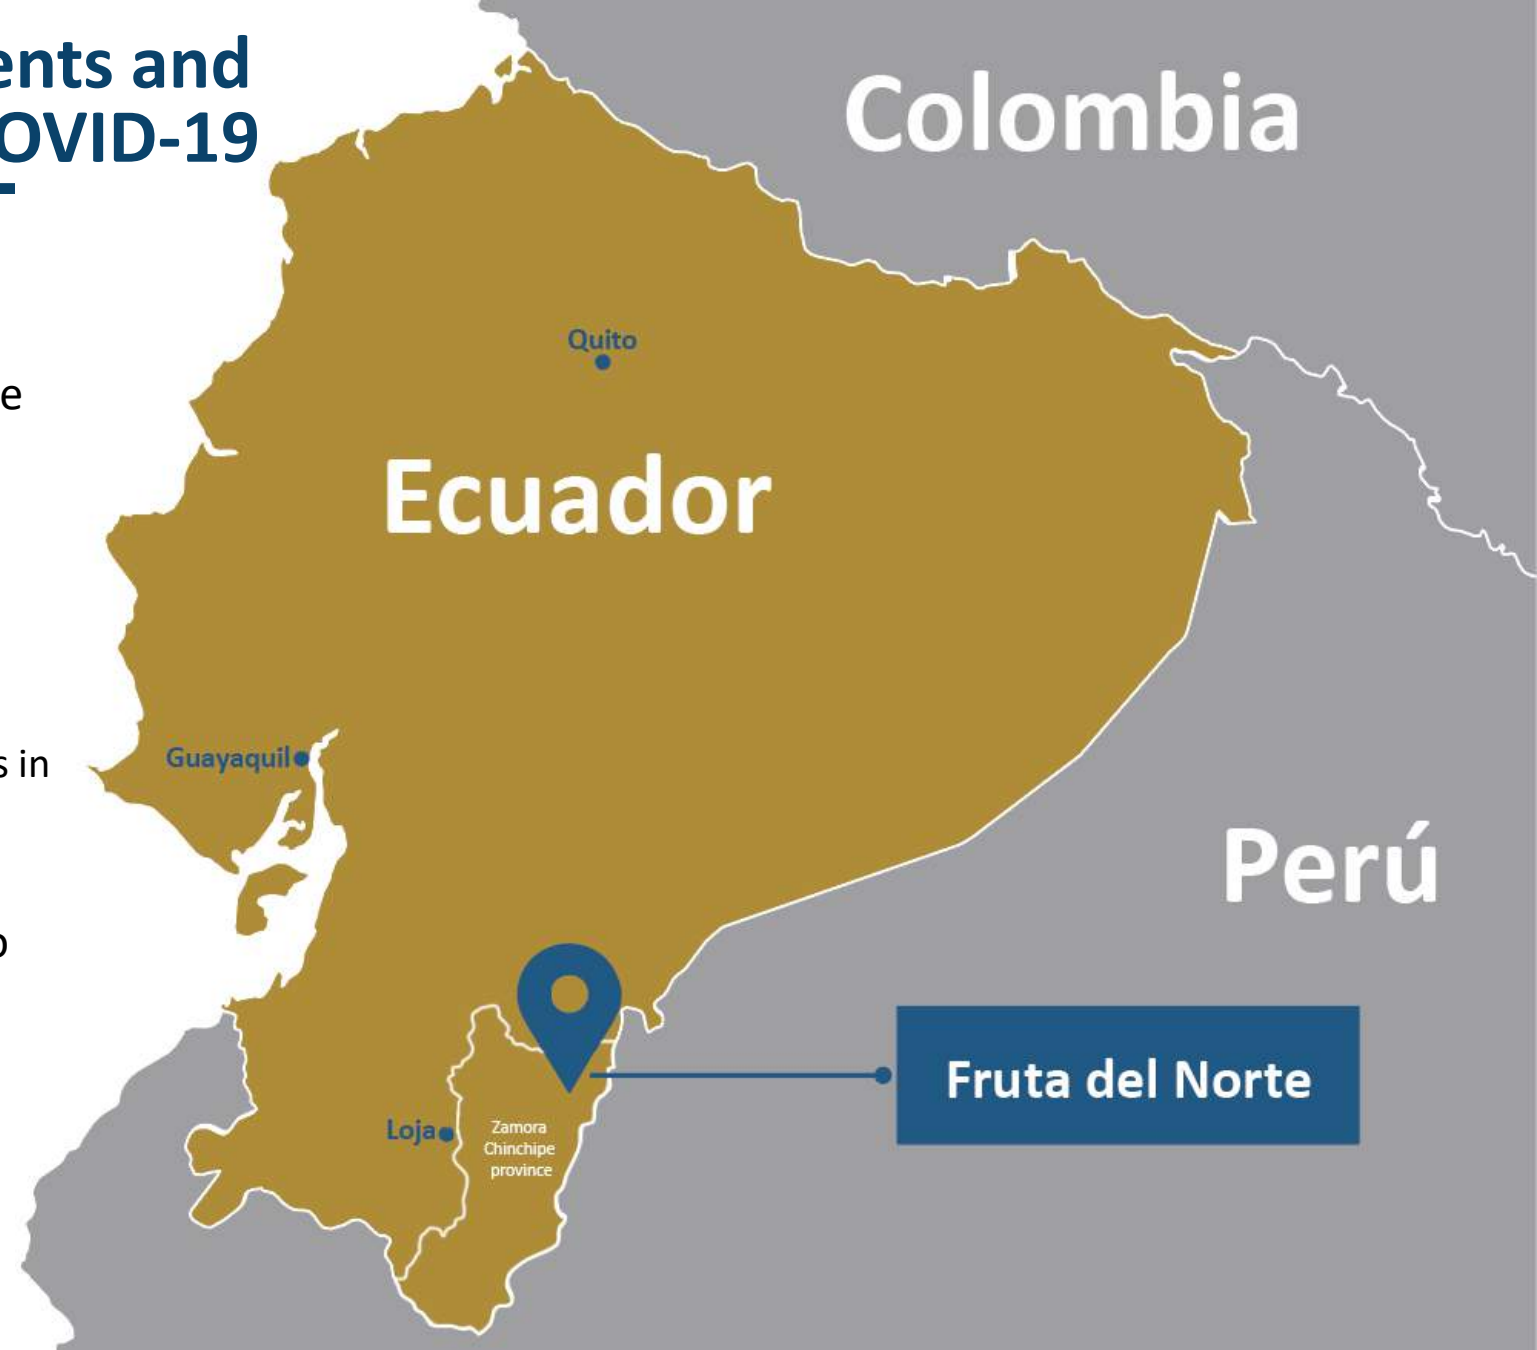 ents and
OVID-19
Colombia
Quito
e
Ecuador
Guayaquil
s in
Perú
o
Fruta del Norte
Loja
Zamora
Chinchipe
province